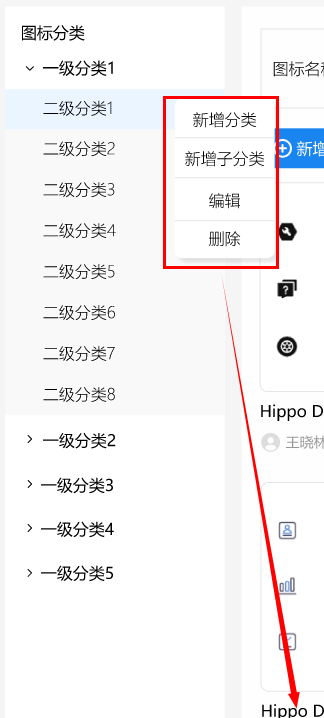 图标分类
一级分类1
二级分类1
二级分类2
二级分类3
二级分类4
二级分类5
二级分类6
二级分类7
二级分类8
一级分类2
一级分类3
一级分类4
一级分类5
新增分类
新增子分类
编辑
删除
图标名称
新增
Hippo D
王晓林
Hippo D